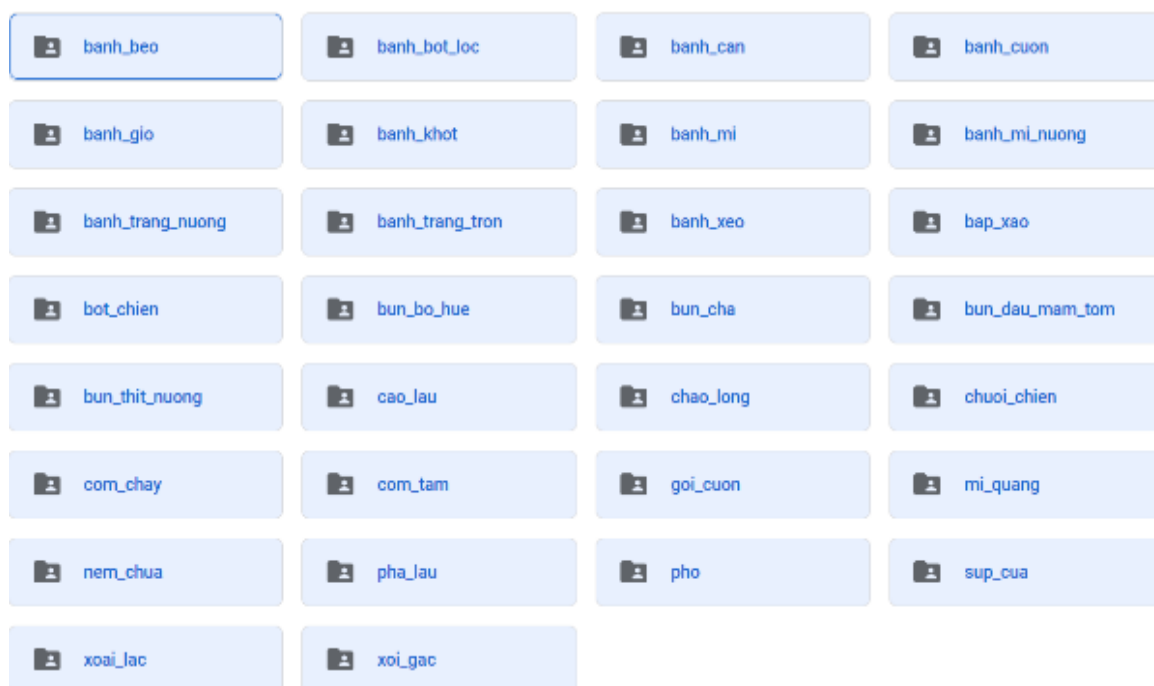 banh_beo banh_bot_loc banh_can banh_cuon
banh_gio banh_khot banh_mi banh_mi_nuong
banh_trang_nuong banh_trang_tron banh_xeo bap_xao
bot_chien bun_bo_hue bun_cha bun_dau_mam_tom
bun_thit_nuong cao_lau chao_long chuoi_chien
com_chay com_tam goi_cuon mi_quang
nem_chua pha_lau pho sup_cua
xoai_lac xoi_gac